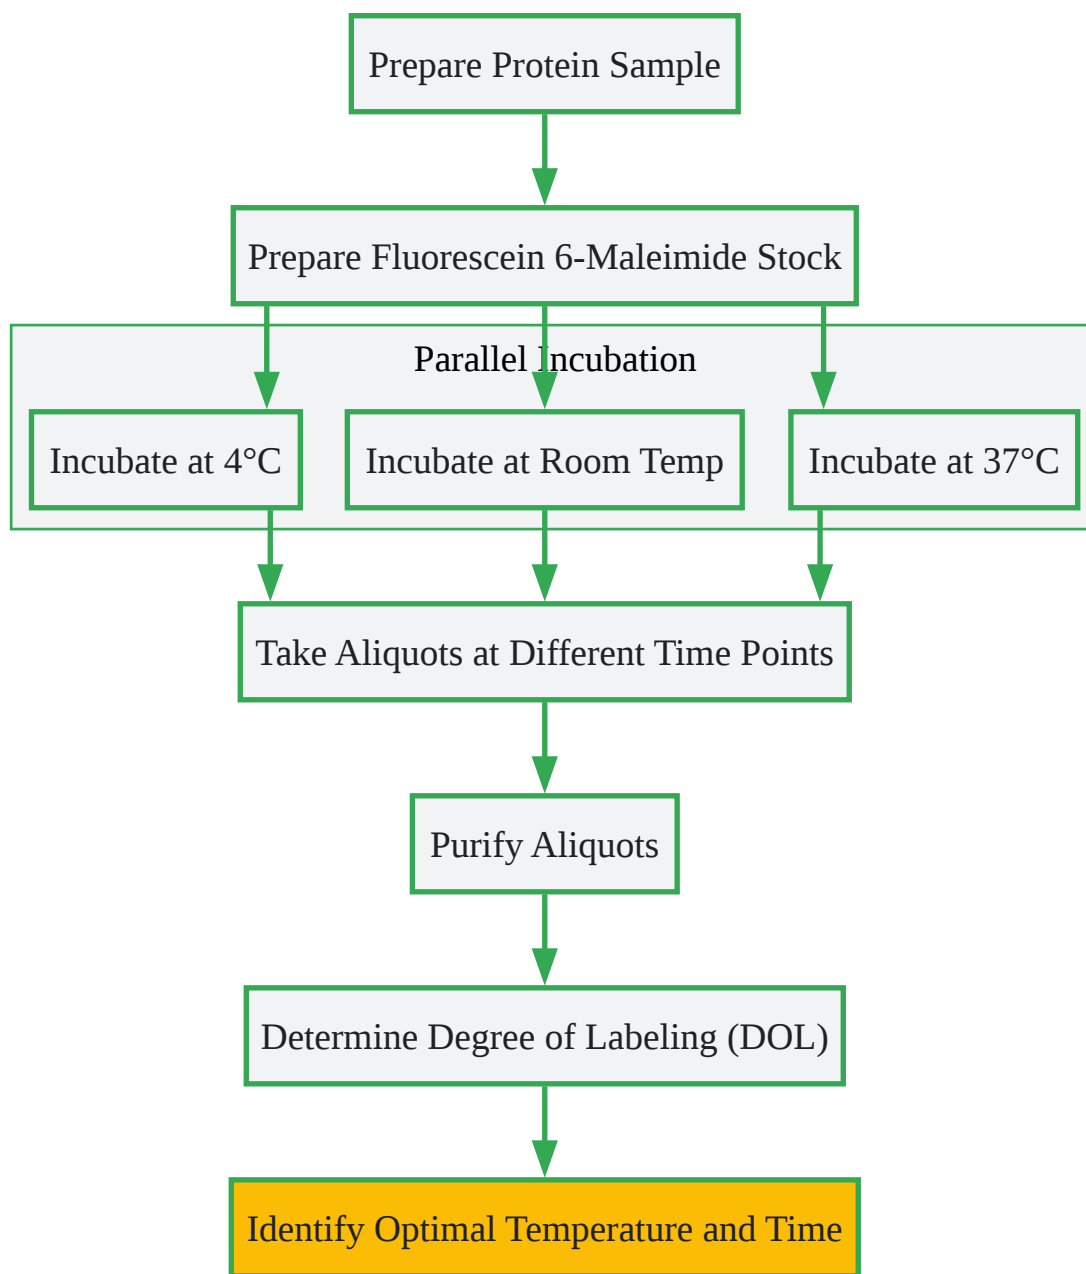 Prepare Protein Sample
Prepare Fluorescein 6-Maleimide Stock
Parallel Incubation
Incubate at 4°C
Incubate at Room Temp
Incubate at 37°C
Take Aliquots at Different Time Points
Purify Aliquots
Determine Degree of Labeling (DOL)
Identify Optimal Temperature and Time